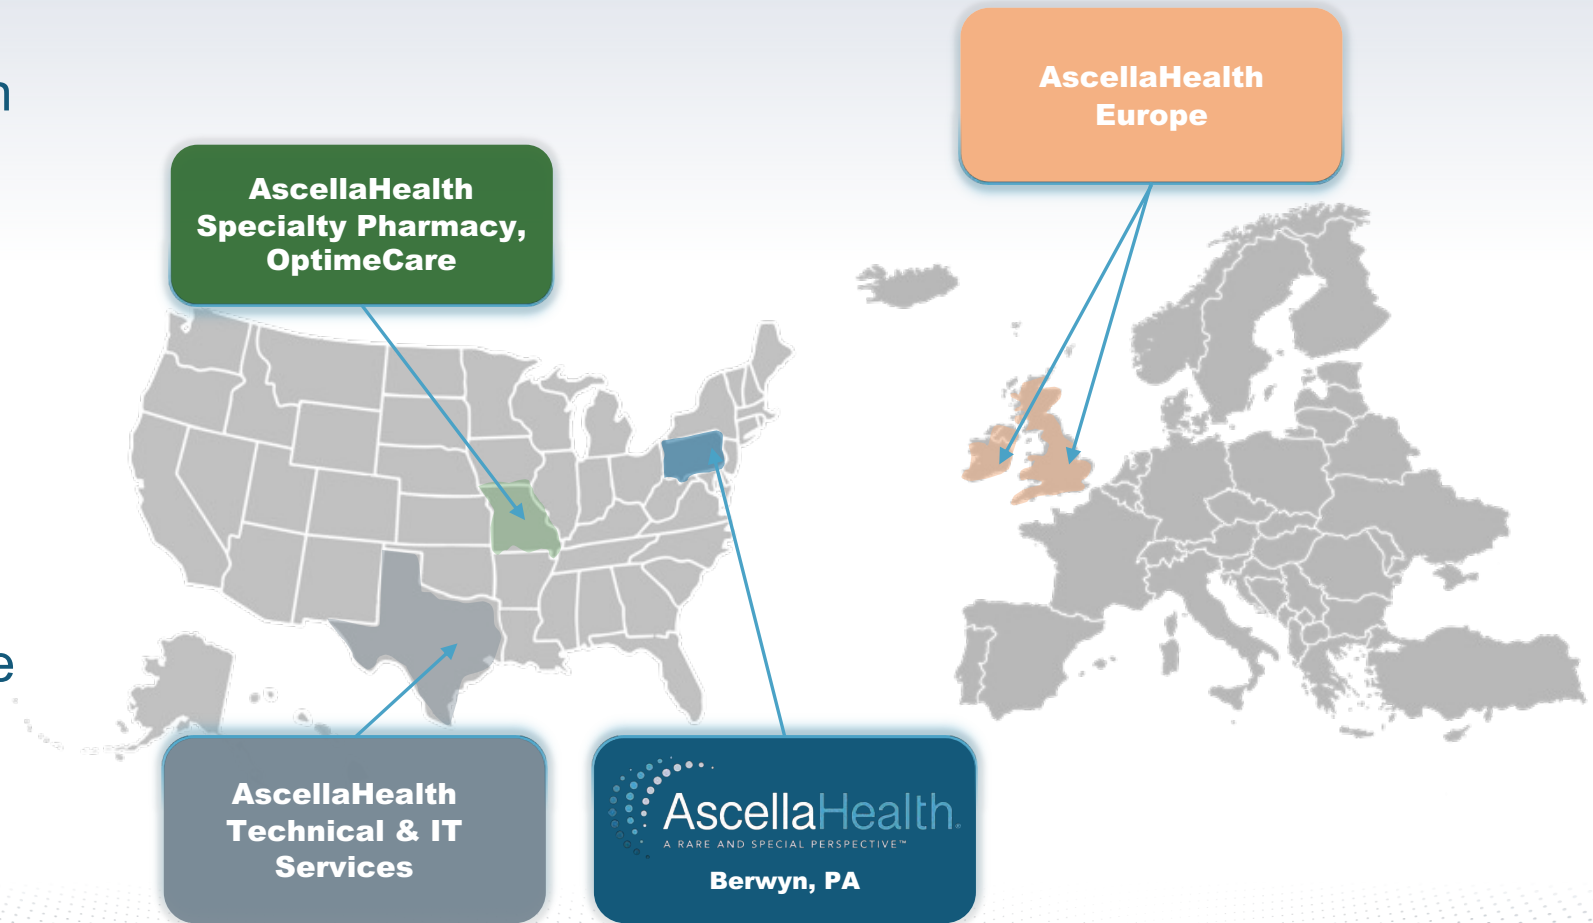 AscellaHealth
Europe
AscellaHealth
Specialty Pharmacy,
OptimeCare
AscellaHealth
Technical & IT
Services
AscellaHealth.
A RARE AND SPECIAL PERSPECTIVE™
Berwyn, PA